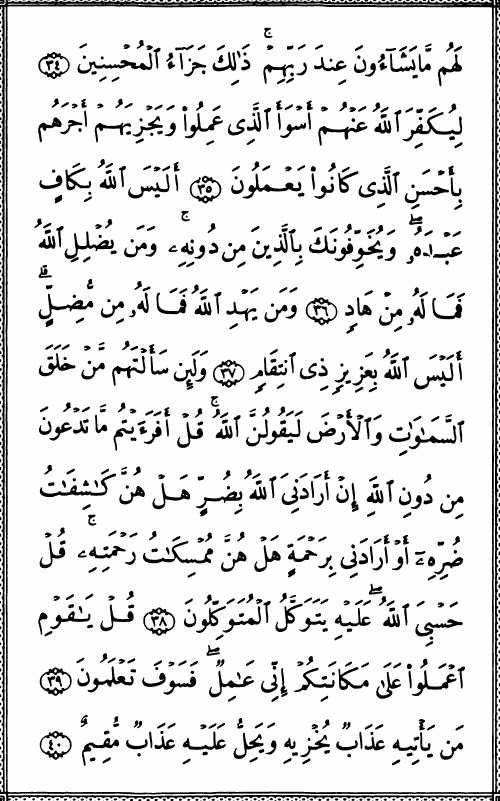 لَهُم مَّا يَشَآءُونَ عِندَ رَبِّهِمْ ۚ ذَٰلِكَ جَزَآءُ ٱلْمُحْسِنِينَ ﴿٣٤﴾
لِيُكَفِّرَ ٱللَّهُ عَنْهُمْ أَسْوَأَ ٱلَّذِى عَمِلُوا۟ وَيَجْزِيَهُمْ أَجْرَهُم
بِأَحْسَنِ ٱلَّذِى كَانُوا۟ يَعْمَلُونَ ﴿٣٥﴾ أَلَيْسَ ٱللَّهُ بِكَافٍ
عَبْدَهُۥ ۖ وَيُخَوِّفُونَكَ بِٱلَّذِينَ مِن دُونِهِۦ ۚ وَمَن يُضْلِلِ ٱللَّهُ
فَمَا لَهُۥ مِنْ هَادٍ ﴿٣٦﴾ وَمَن يَهْدِ ٱللَّهُ فَمَا لَهُۥ مِن مُّضِلٍّ ۗ
أَلَيْسَ ٱللَّهُ بِعَزِيزٍ ذِى ٱنتِقَامٍ ﴿٣٧﴾ وَلَئِن سَأَلْتَهُم مَّنْ خَلَقَ
ٱلسَّمَٰوَٰتِ وَٱلْأَرْضَ لَيَقُولُنَّ ٱللَّهُ ۚ قُلْ أَفَرَءَيْتُم مَّا تَدْعُونَ
مِن دُونِ ٱللَّهِ إِنْ أَرَادَنِىَ ٱللَّهُ بِضُرٍّ هَلْ هُنَّ كَٰشِفَٰتُ
ضُرِّهِۦٓ أَوْ أَرَادَنِى بِرَحْمَةٍ هَلْ هُنَّ مُمْسِكَٰتُ رَحْمَتِهِۦ ۚ قُلْ
حَسْبِىَ ٱللَّهُ ۖ عَلَيْهِ يَتَوَكَّلُ ٱلْمُتَوَكِّلُونَ ﴿٣٨﴾ قُلْ يَٰقَوْمِ
ٱعْمَلُوا۟ عَلَىٰ مَكَانَتِكُمْ إِنِّى عَٰمِلٌ ۖ فَسَوْفَ تَعْلَمُونَ ﴿٣٩﴾
مَن يَأْتِيهِ عَذَابٌ يُخْزِيهِ وَيَحِلُّ عَلَيْهِ عَذَابٌ مُّقِيمٌ ﴿٤٠﴾